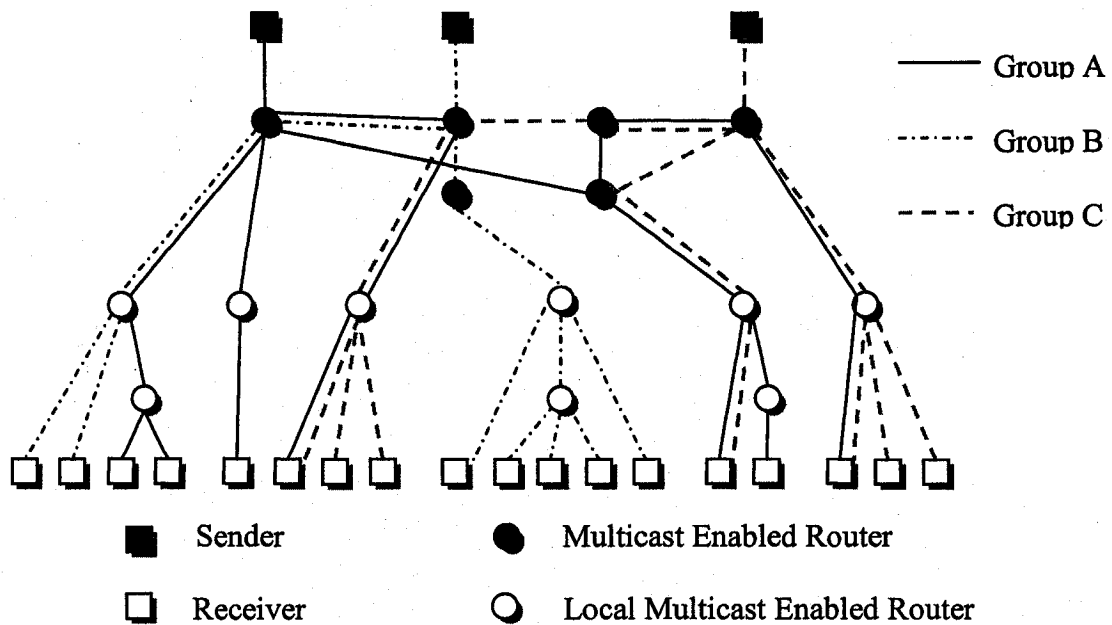 Group A
Group B
Group C
Sender
Multicast Enabled Router
Receiver
Local Multicast Enabled Router